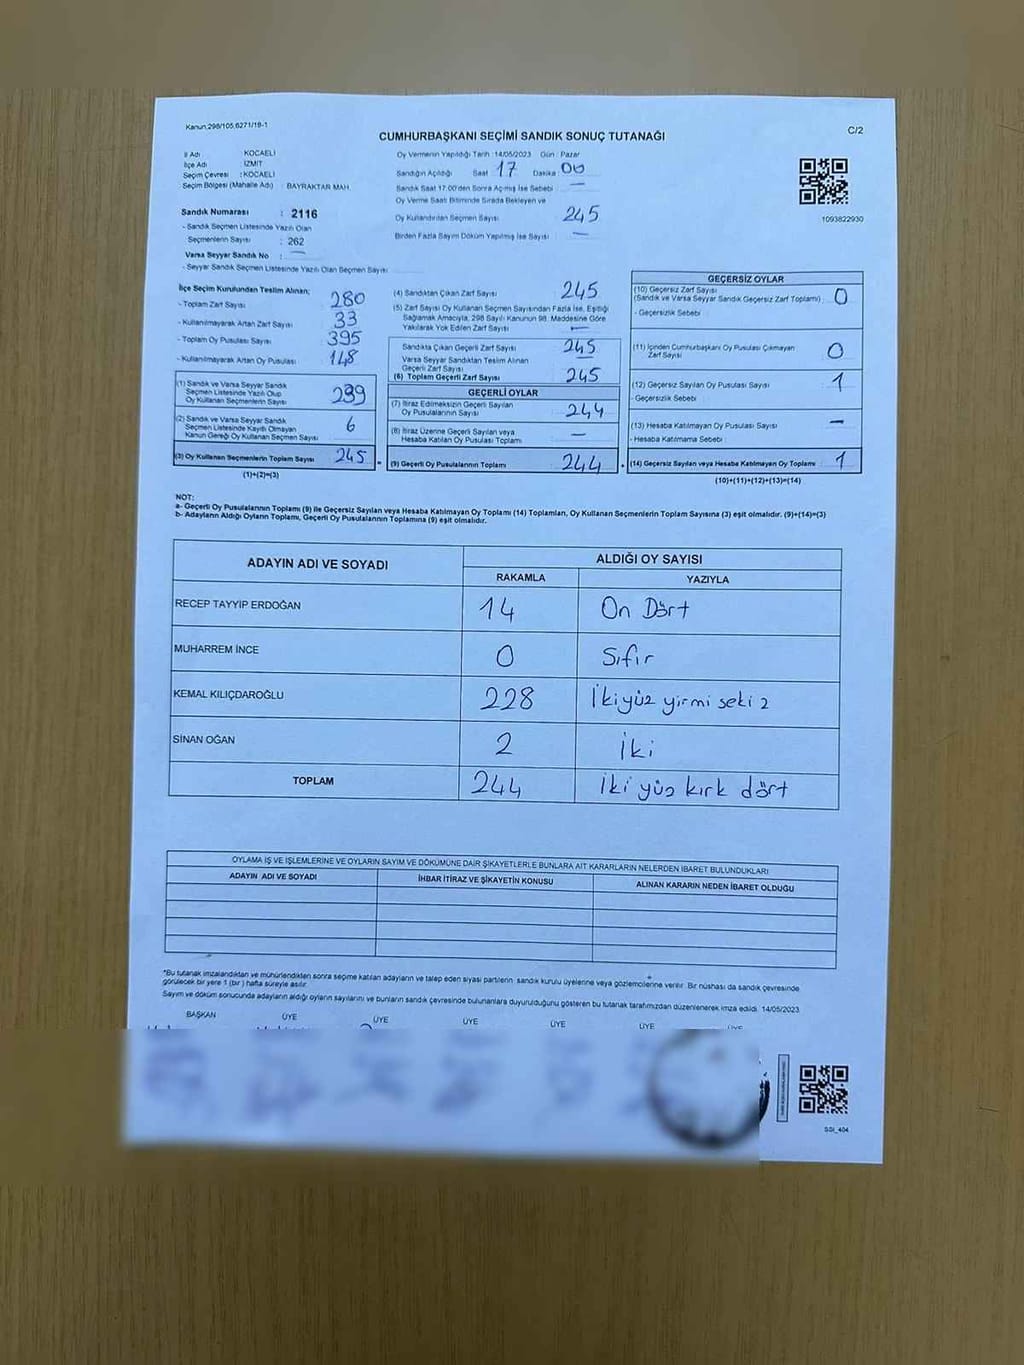 Kanun,298/105,6271/19-1
CUMHURBAŞKANI SEÇİMİ SANDIK SONUÇ TUTANAĞI
C/2
İl Adı KOCAELİ
İlçe Adı : İZMİT
Seçim Çevresi : KOCAELİ
Seçim Bölgesi (Mahalle Adı) : BAYRAKTAR MAH.
Sandık Numarası : 2116
- Sandık Seçmen Listesinde Yazılı Olan
Seçmenlerin Sayısı : 262
Varsa Seyyar Sandık No : —
- Seyyar Sandık Seçmen Listesinde Yazılı Olan Seçmen Sayısı
Oy Vermenin Yapıldığı Tarih :14/05/2023 Gün : Pazar
Sandığın Açıldığı Saat 17 Dakika : 00
Sandık Saat 17.00'den Sonra Açılmış İse Sebebi —
Oy Verme Saati Bitiminde Sırada Bekleyen ve
Oy Kullandırılan Seçmen Sayısı 245
Birden Fazla Sayım Döküm Yapılmış İse Sayısı —
1093822930
İlçe Seçim Kurulundan Teslim Alınan;
- Toplam Zarf Sayısı 280
- Kullanılmayarak Artan Zarf Sayısı 33
- Toplam Oy Pusulası Sayısı 395
- Kullanılmayarak Artan Oy Pusulası 148
(1) Sandık ve Varsa Seyyar Sandık
Seçmen Listesinde Yazılı Olup
Oy Kullanan Seçmenlerin Sayısı 239
(2) Sandık ve Varsa Seyyar Sandık
Seçmen Listesinde Kayıtlı Olmayan
Kanun Gereği Oy Kullanan Seçmen Sayısı 6
(3) Oy Kullanan Seçmenlerin Toplam Sayısı 245
(1)+(2)=(3)
(4) Sandıktan Çıkan Zarf Sayısı 245
(5) Zarf Sayısı Oy Kullanan Seçmen Sayısından Fazla İse, Eşitliği
Sağlamak Amacıyla, 298 Sayılı Kanunun 98. Maddesine Göre
Yakılarak Yok Edilen Zarf Sayısı —
Sandıkta Çıkan Geçerli Zarf Sayısı 245
Varsa Seyyar Sandıktan Teslim Alınan
Geçerli Zarf Sayısı —
(6) Toplam Geçerli Zarf Sayısı 245
GEÇERLİ OYLAR
(7) İtiraz Edilmeksizin Geçerli Sayılan
Oy Pusulalarının Sayısı 244
(8) İtiraz Üzerine Geçerli Sayılan veya
Hesaba Katılan Oy Pusulası Toplamı —
(9) Geçerli Oy Pusulalarının Toplamı 244
GEÇERSİZ OYLAR
(10) Geçersiz Zarf Sayısı
(Sandık ve Varsa Seyyar Sandık Geçersiz Zarf Toplamı) 0
- Geçersizlik Sebebi
(11) İçinden Cumhurbaşkanı Oy Pusulası Çıkmayan
Zarf Sayısı 0
(12) Geçersiz Sayılan Oy Pusulası Sayısı 1
- Geçersizlik Sebebi
(13) Hesaba Katılmayan Oy Pusulası Sayısı —
- Hesaba Katılmama Sebebi
(14) Geçersiz Sayılan veya Hesaba Katılmayan Oy Toplamı 1
(10)+(11)+(12)+(13)=(14)
NOT:
a- Geçerli Oy Pusulalarının Toplamı (9) ile Geçersiz Sayılan veya Hesaba Katılmayan Oy Toplamı (14) Toplamları, Oy Kullanan Seçmenlerin Toplam Sayısına (3) eşit olmalıdır. (9)+(14)=(3)
b- Adayların Aldığı Oyların Toplamı, Geçerli Oy Pusulalarının Toplamına (9) eşit olmalıdır.
ADAYIN ADI VE SOYADI ALDIĞI OY SAYISI
RAKAMLA YAZIYLA
RECEP TAYYİP ERDOĞAN 14 On Dört
MUHARREM İNCE 0 Sıfır
KEMAL KILIÇDAROĞLU 228 İkiyüz yirmi sekiz
SİNAN OĞAN 2 İki
TOPLAM 244 İki yüz kırk dört
OYLAMA İŞ VE İŞLEMLERİNE VE OYLARIN SAYIM VE DÖKÜMÜNE DAİR ŞİKAYETLERLE BUNLARA AİT KARARLARIN NELERDEN İBARET BULUNDUKLARI
ADAYIN ADI VE SOYADI İHBAR İTİRAZ VE ŞİKAYETİN KONUSU ALINAN KARARIN NEDEN İBARET OLDUĞU
*Bu tutanak imzalandıktan ve mühürlendikten sonra seçime katılan adayların ve talep eden siyasi partilerin sandık kurulu üyelerine veya gözlemcilerine verilir. Bir nüshası da sandık çevresinde
görülecek bir yere 1 (bir) hafta süreyle asılır.
Sayım ve döküm sonucunda adayların aldığı oyların sayılarını ve bunların sandık çevresinde bulunanlara duyurulduğunu gösteren bu tutanak tarafımızdan düzenlenerek imza edildi. 14/05/2023
BAŞKAN ÜYE ÜYE ÜYE ÜYE ÜYE ÜYE
SSI_404